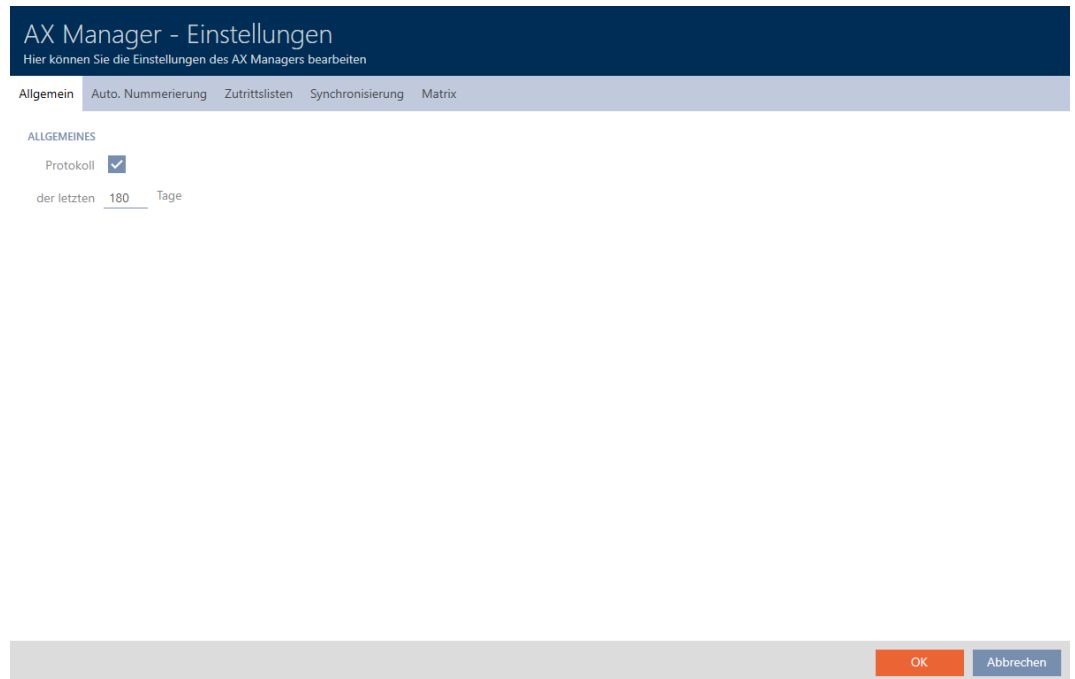 AX Manager - Einstellungen
Hier können Sie die Einstellungen des AX Managers bearbeiten
Allgemein Auto. Nummerierung Zutrittslisten Synchronisierung Matrix
ALLGEMEINES
Protokoll
der letzten 180 Tage
OK Abbrechen